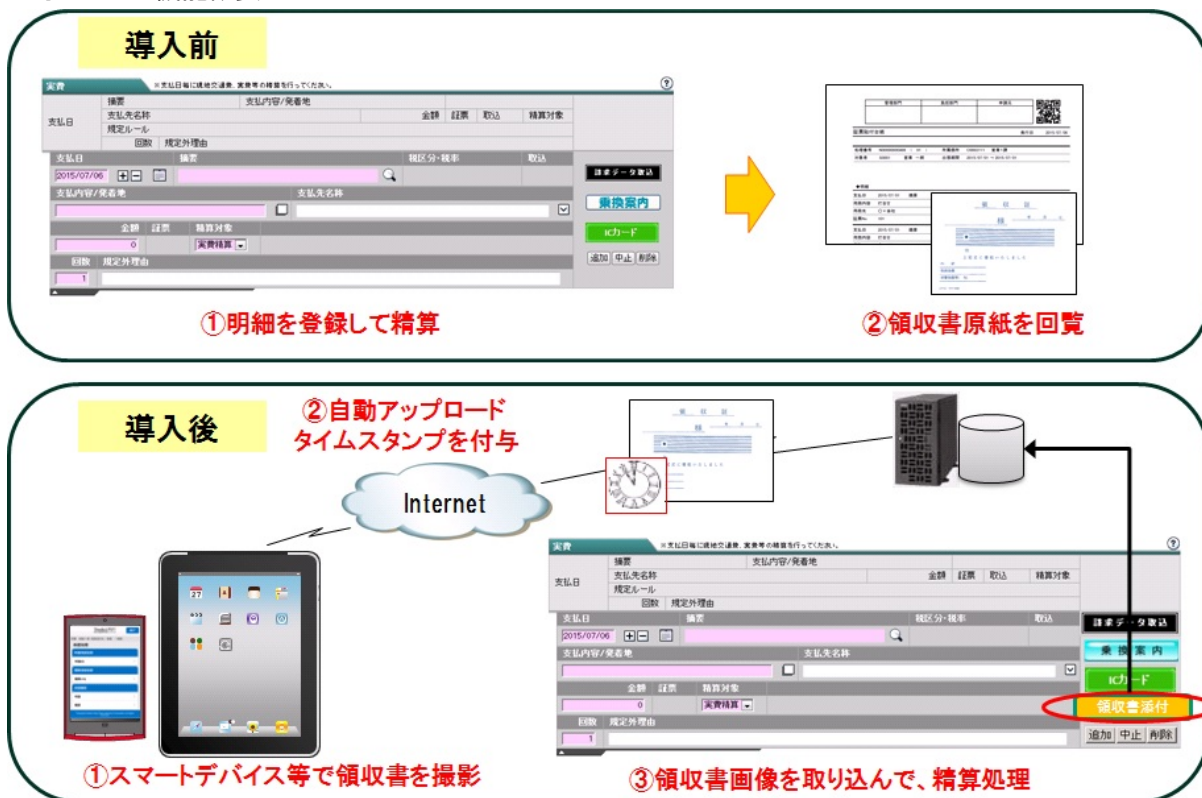 導入前
実費
※支払日毎に現地交通費、実費等の精算を行ってください。
?
支払日
摘要 支払内容/発着地
支払先名称 金額 証票 取込 精算対象
規定ルール
回数 規定外理由
支払日 摘要 税区分・税率 取込
2015/07/06
請求データ取込
支払内容/発着地 支払先名称
乗換案内
金額 証票 精算対象
0 実費精算
ICカード
回数 規定外理由
追加 中止 削除
1
①明細を登録して精算
領収証
様
②領収書原紙を回覧
導入後
②自動アップロード
タイムスタンプを付与
領収証
様
Internet
27
①スマートデバイス等で領収書を撮影
実費
※支払日毎に現地交通費、実費等の精算を行ってください。
?
支払日
摘要 支払内容/発着地
支払先名称 金額 証票 取込 精算対象
規定ルール
回数 規定外理由
支払日 摘要 税区分・税率 取込
2015/07/06
請求データ取込
支払内容/発着地 支払先名称
乗換案内
金額 証票 精算対象
0 実費精算
ICカード
領収書添付
回数 規定外理由
追加 中止 削除
1
③領収書画像を取り込んで、精算処理